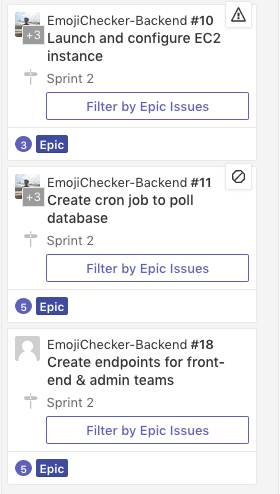 EmojiChecker-Backend #10
+3
Launch and configure EC2
instance
Sprint 2
Filter by Epic Issues
3 Epic
EmojiChecker-Backend #11
+3
Create cron job to poll
database
Sprint 2
Filter by Epic Issues
5 Epic
EmojiChecker-Backend #18
Create endpoints for front-
end & admin teams
Sprint 2
Filter by Epic Issues
5 Epic